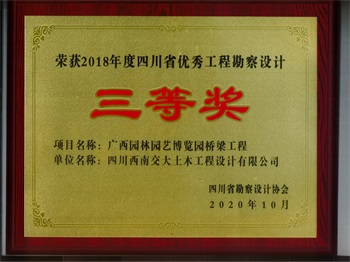 荣获2018年度四川省优秀工程勘察设计
三等奖
项目名称：广西园林园艺博览园桥梁工程
单位名称：四川西南交大土木工程设计有限公司
四川省勘察设计协会
2020年10月